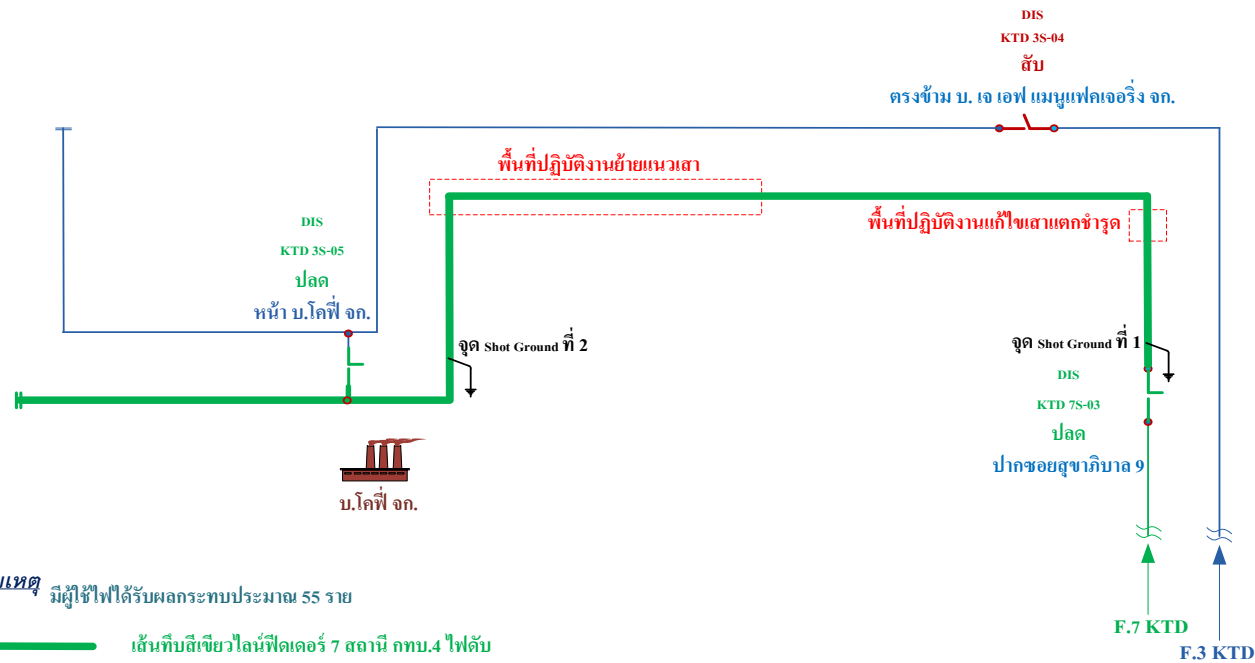 DIS
KTD 3S-04
สับ
ตรงข้าม บ. เจ เอฟ แมนูแฟคเจอริ่ง จก.
พื้นที่ปฏิบัติงานย้ายแนวเสา
พื้นที่ปฏิบัติงานแก้ไขเสาแตกชำรุด
DIS
KTD 3S-05
ปลด
หน้า บ.โคฟี่ จก.
จุด Shot Ground ที่ 2
จุด Shot Ground ที่ 1
DIS
KTD 7S-03
ปลด
ปากซอยสุขาภิบาล 9
บ.โคฟี่ จก.
มีผู้ใช้ไฟได้รับผลกระทบประมาณ 55 ราย
เส้นทึบสีเขียวไลน์ฟีดเดอร์ 7 สถานี กทบ.4 ไฟดับ
F.7 KTD
F.3 KTD